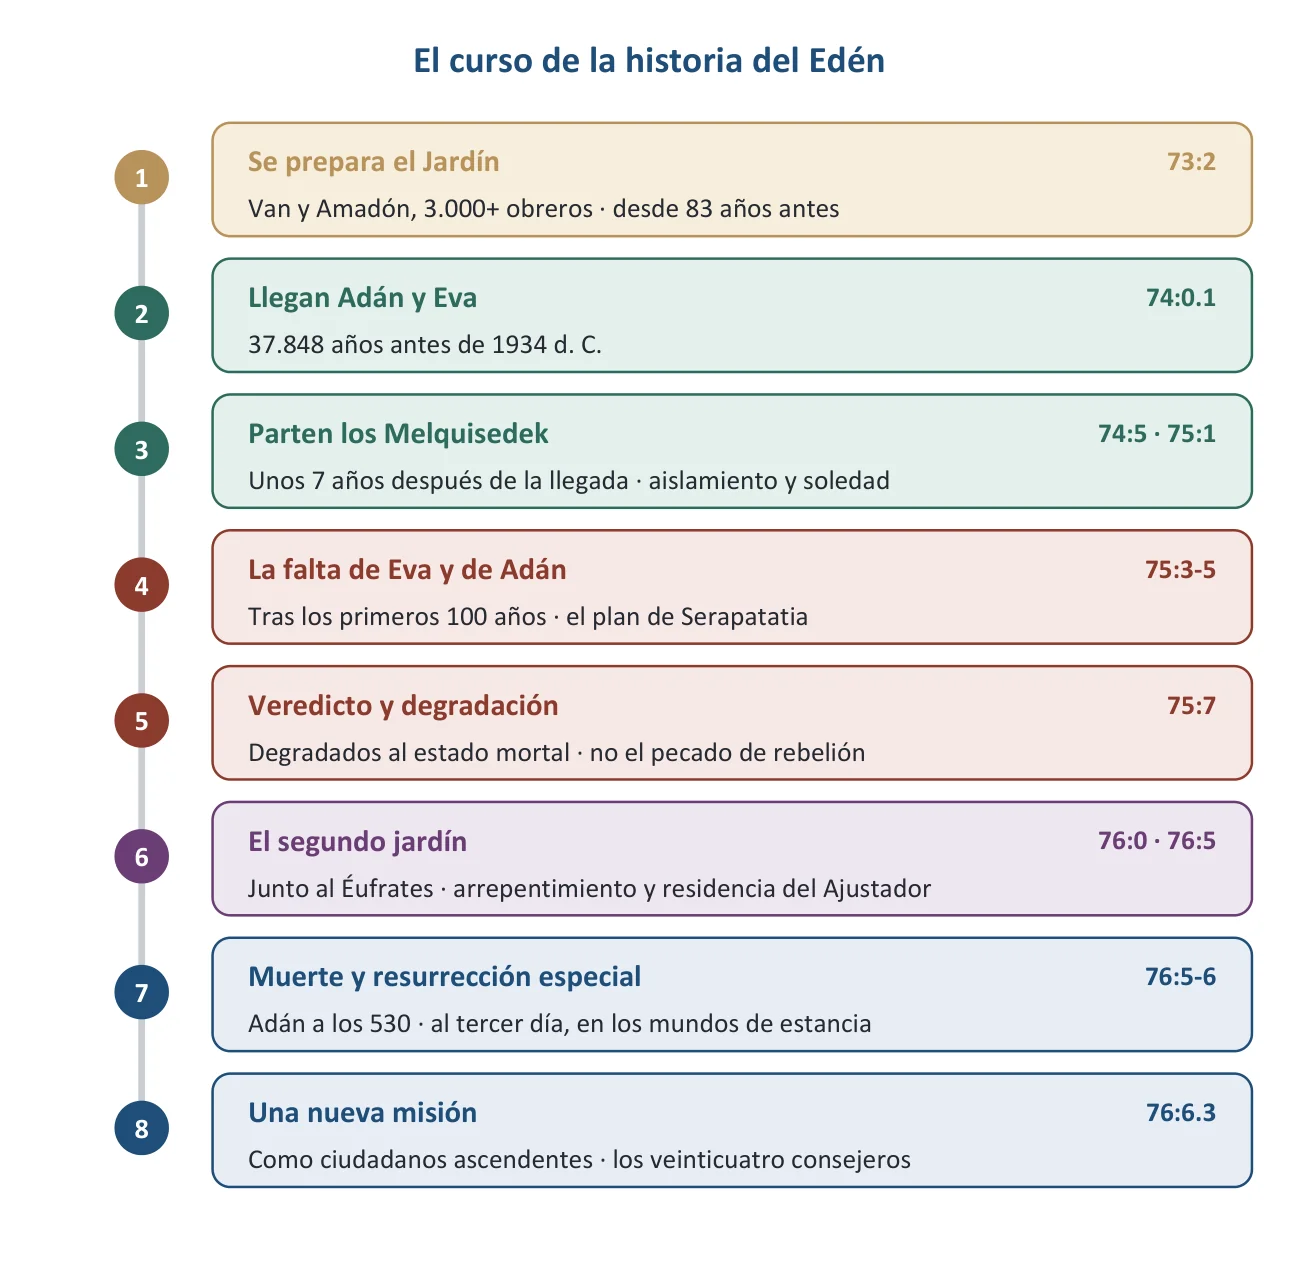 El curso de la historia del Edén
1
Se prepara el Jardín 73:2
Van y Amadón, 3.000+ obreros · desde 83 años antes
2
Llegan Adán y Eva 74:0.1
37.848 años antes de 1934 d. C.
3
Parten los Melquisedek 74:5 · 75:1
Unos 7 años después de la llegada · aislamiento y soledad
4
La falta de Eva y de Adán 75:3-5
Tras los primeros 100 años · el plan de Serapatatia
5
Veredicto y degradación 75:7
Degradados al estado mortal · no el pecado de rebelión
6
El segundo jardín 76:0 · 76:5
Junto al Éufrates · arrepentimiento y residencia del Ajustador
7
Muerte y resurrección especial 76:5-6
Adán a los 530 · al tercer día, en los mundos de estancia
8
Una nueva misión 76:6.3
Como ciudadanos ascendentes · los veinticuatro consejeros